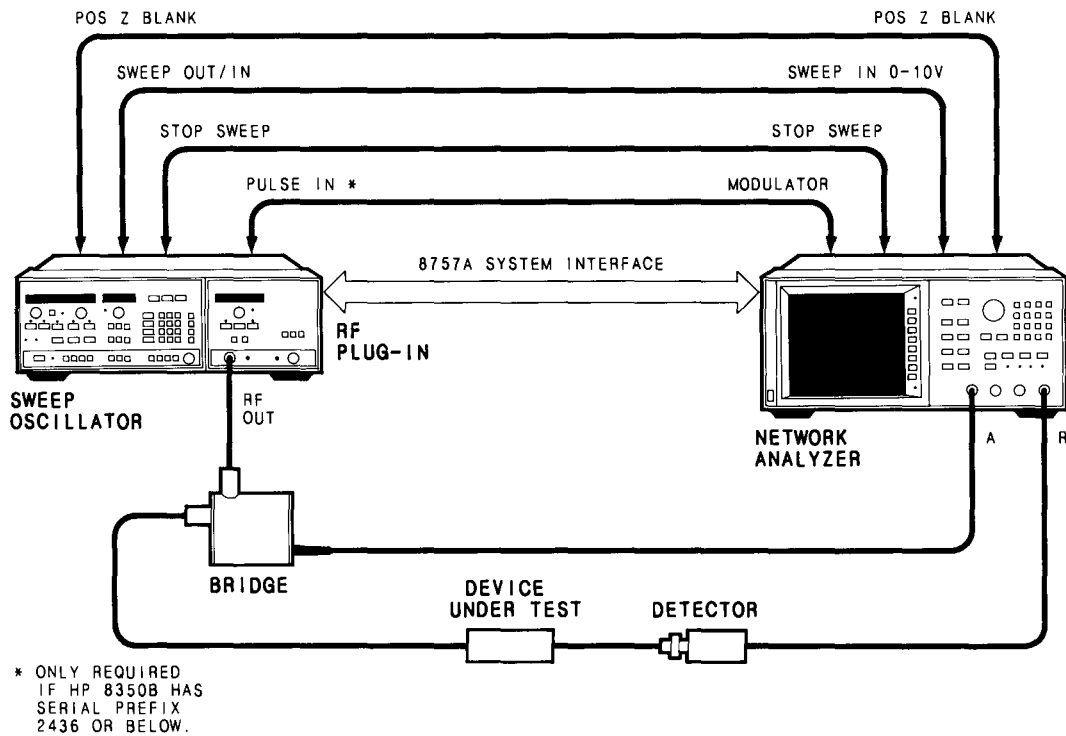 POS Z BLANK
POS Z BLANK
SWEEP OUT/IN
SWEEP IN 0-10V
STOP SWEEP
STOP SWEEP
PULSE IN *
MODULATOR
8757A SYSTEM INTERFACE
RF
PLUG-IN
SWEEP
OSCILLATOR
RF
OUT
NETWORK
ANALYZER
A
R
BRIDGE
DEVICE
UNDER TEST
DETECTOR
* ONLY REQUIRED
IF HP 8350B HAS
SERIAL PREFIX
2436 OR BELOW.